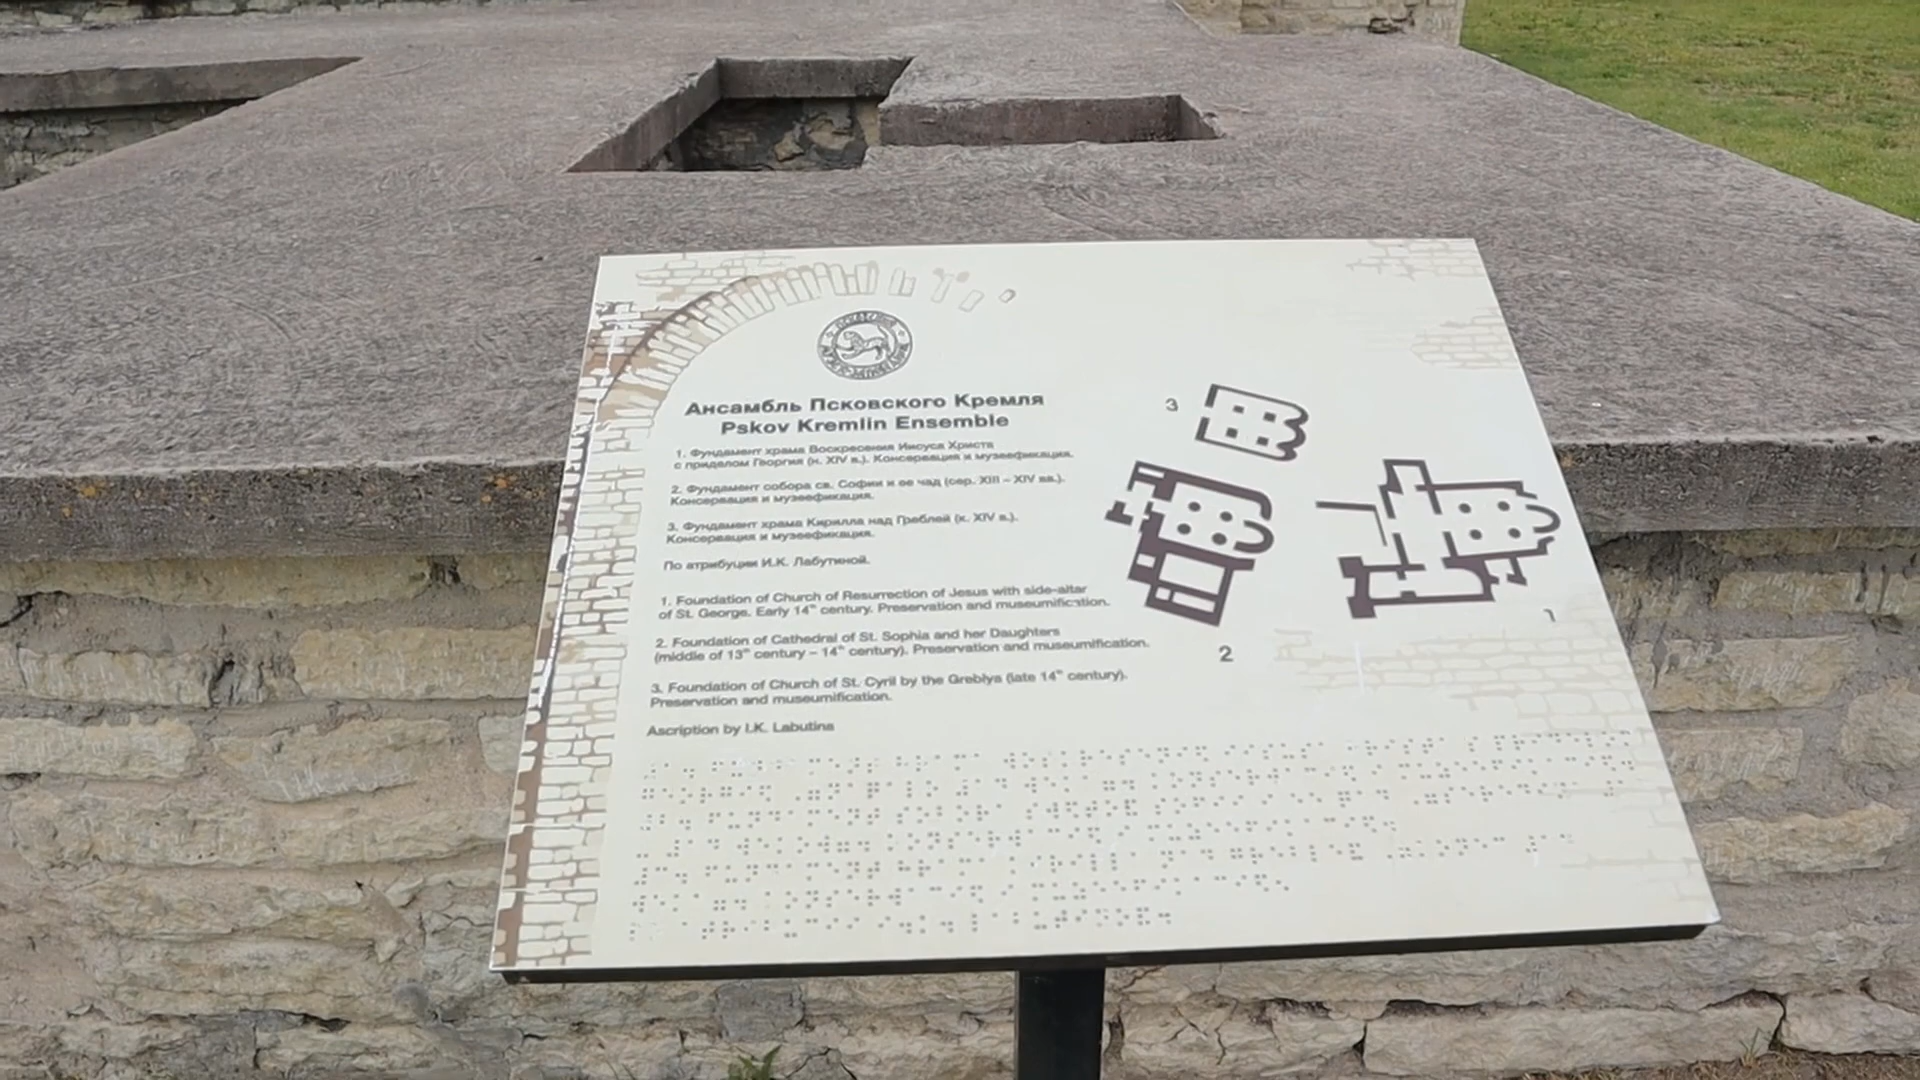 Ансамбль Псковского Кремля
Pskov Kremlin Ensemble
1. Фундамент храма Воскресения Иисуса Христа
с приделом Георгия (н. XIV в.). Консервация и музеефикация.
2. Фундамент собора св. Софии и ее чад (сер. XIII – XIV вв.).
Консервация и музеефикация.
3. Фундамент храма Кирилла над Греблей (к. XIV в.).
Консервация и музеефикация.
По атрибуции И.К. Лабутиной.
1. Foundation of Church of Resurrection of Jesus with side-altar
of St. George. Early 14th century. Preservation and museumification.
2. Foundation of Cathedral of St. Sophia and her Daughters
(middle of 13th century – 14th century). Preservation and museumification.
3. Foundation of Church of St. Cyril by the Greblya (late 14th century).
Preservation and museumification.
Ascription by I.K. Labutina
3
2
1